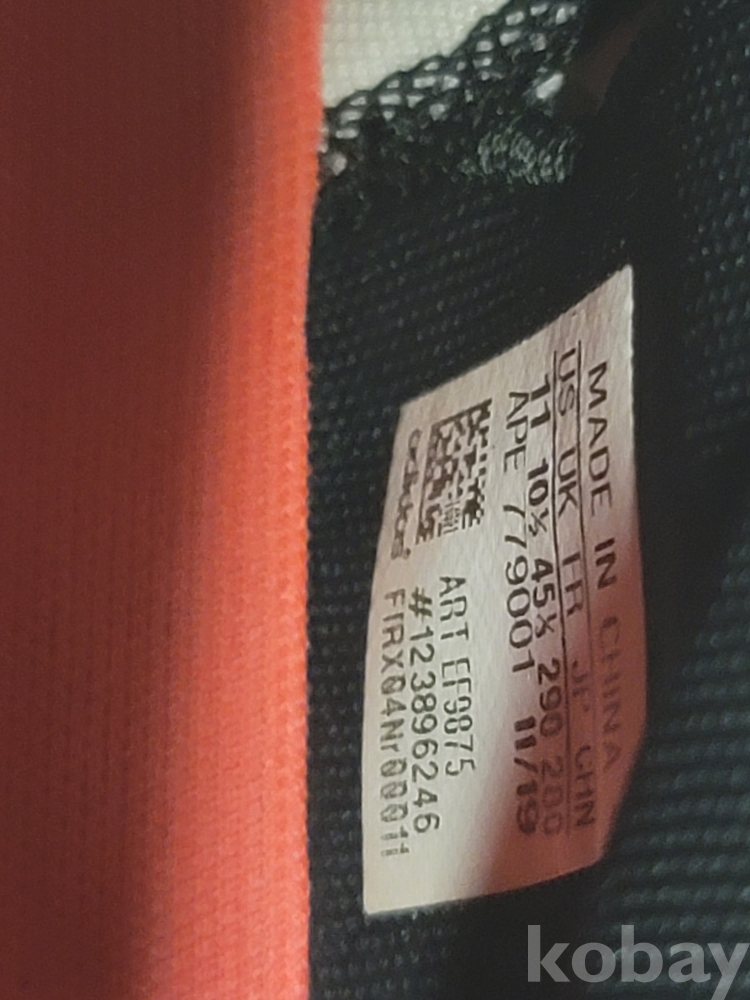 MADE IN CHINA
US UK FR JP CHN
11 10½ 45⅓ 290 280
APE 779001 11/19
ART EF9875
#123896246
adidas
kobay